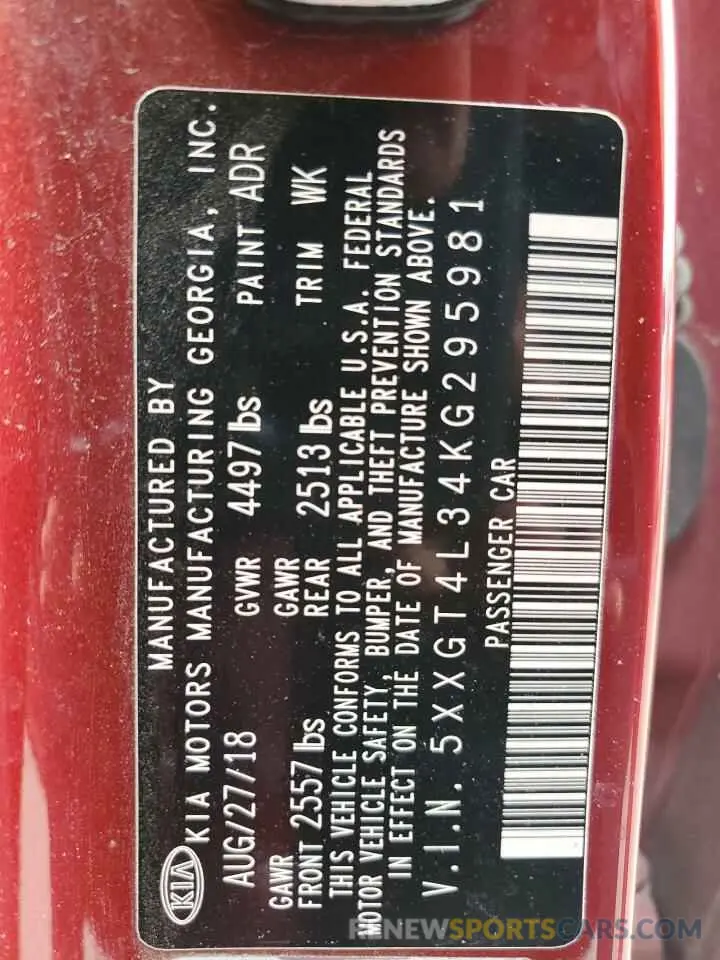 MANUFACTURED BY
KIA KIA MOTORS MANUFACTURING GEORGIA, INC.
AUG/27/18 GVWR 4497 lbs PAINT ADR
GAWR FRONT 2557 lbs GAWR REAR 2513 lbs TRIM WK
THIS VEHICLE CONFORMS TO ALL APPLICABLE U.S.A. FEDERAL
MOTOR VEHICLE SAFETY, BUMPER, AND THEFT PREVENTION STANDARDS
IN EFFECT ON THE DATE OF MANUFACTURE SHOWN ABOVE.
V.I.N. 5XXGT4L34KG295981
PASSENGER CAR
RENEWSPORTSCARS.COM